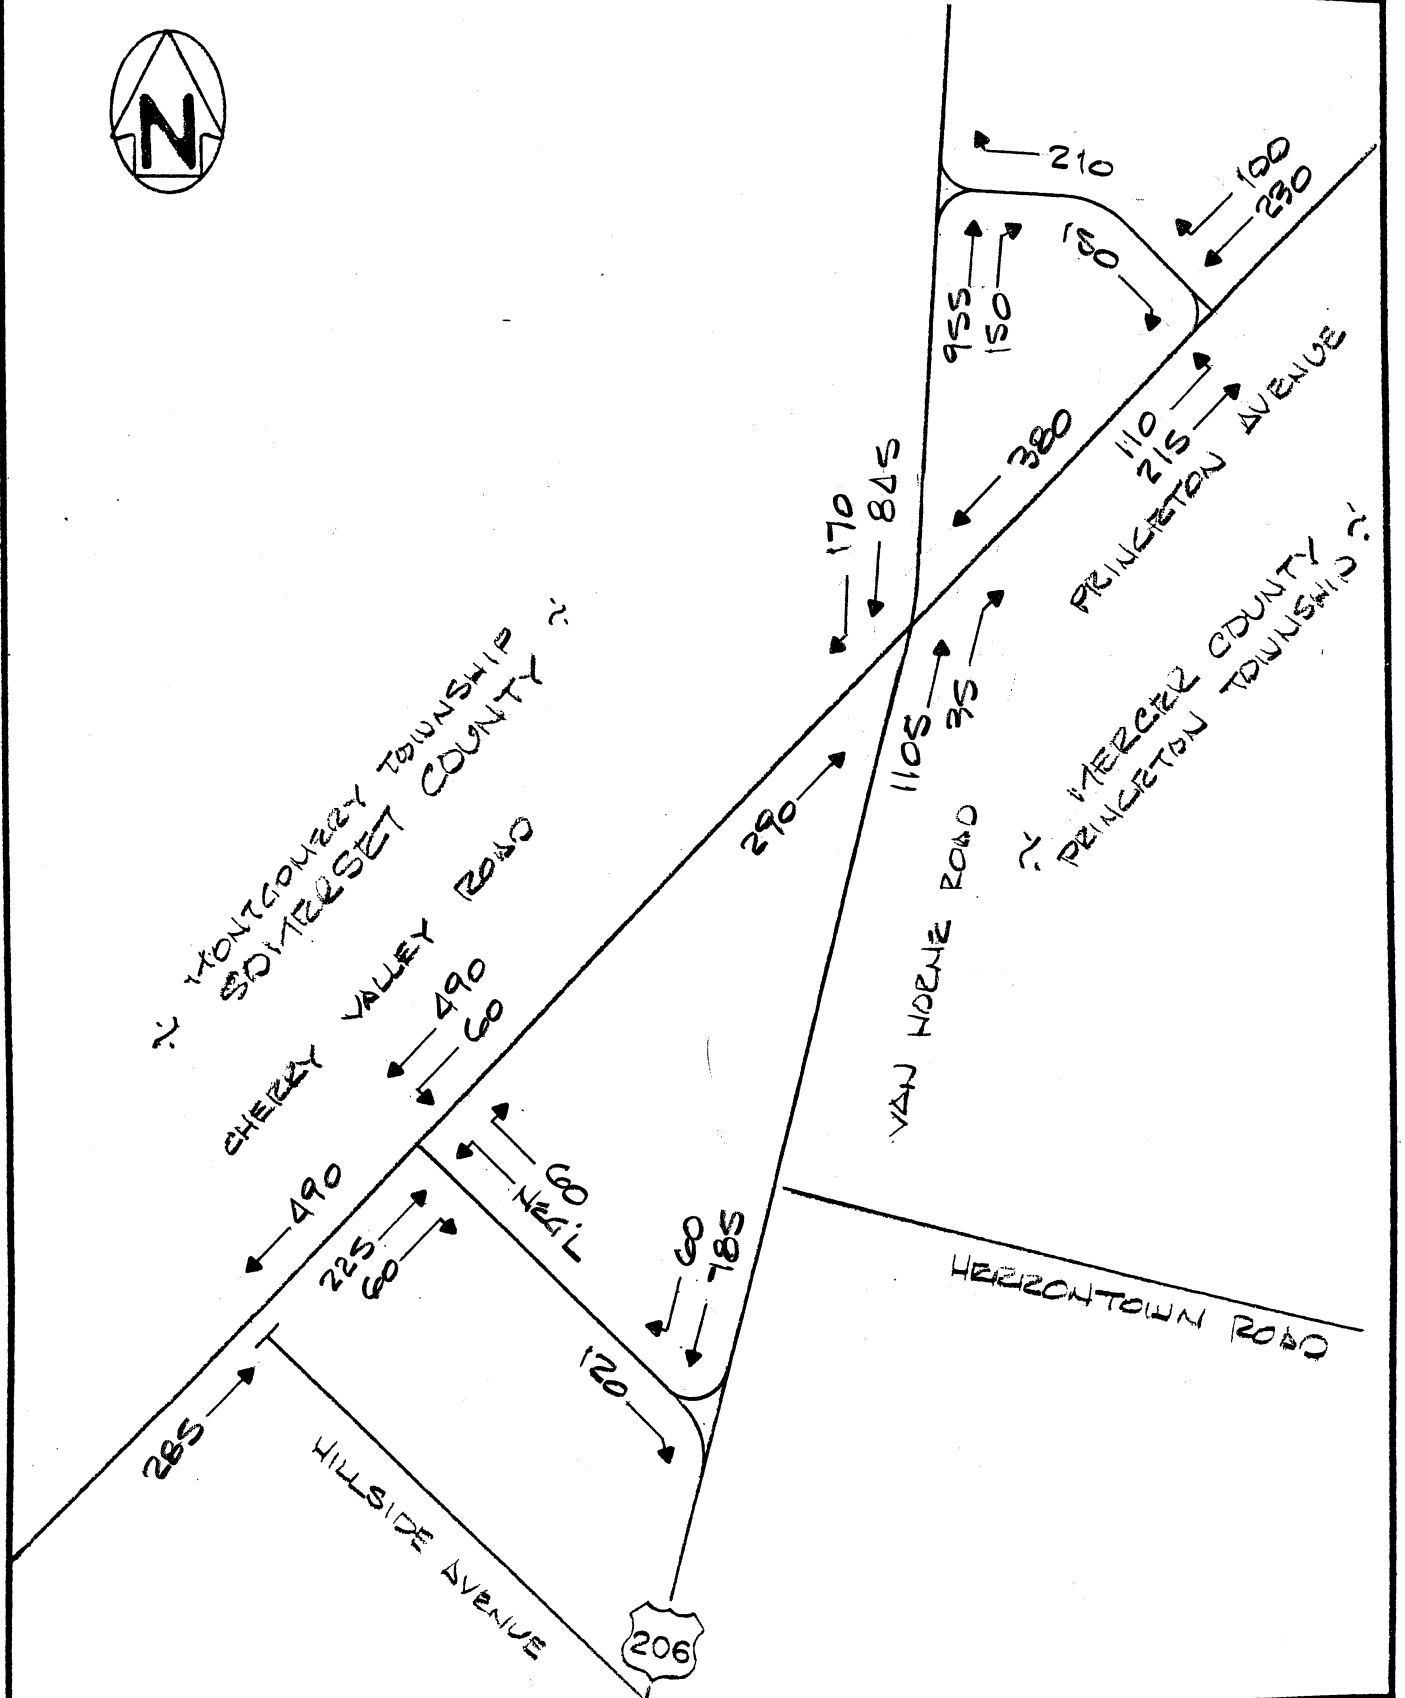 N
210
100
230
150
955
150
380
110
215
PRINCETON AVENUE
170
845
1105
35
290
MERCER COUNTY
PRINCETON TOWNSHIP
MONTGOMERY TOWNSHIP
SOMERSET COUNTY
CHERRY VALLEY ROAD
490
60
VAN HORNE ROAD
490
225
60
60
NEG'L
60
785
HERRONTOWN ROAD
120
285
HILLSIDE AVENUE
206